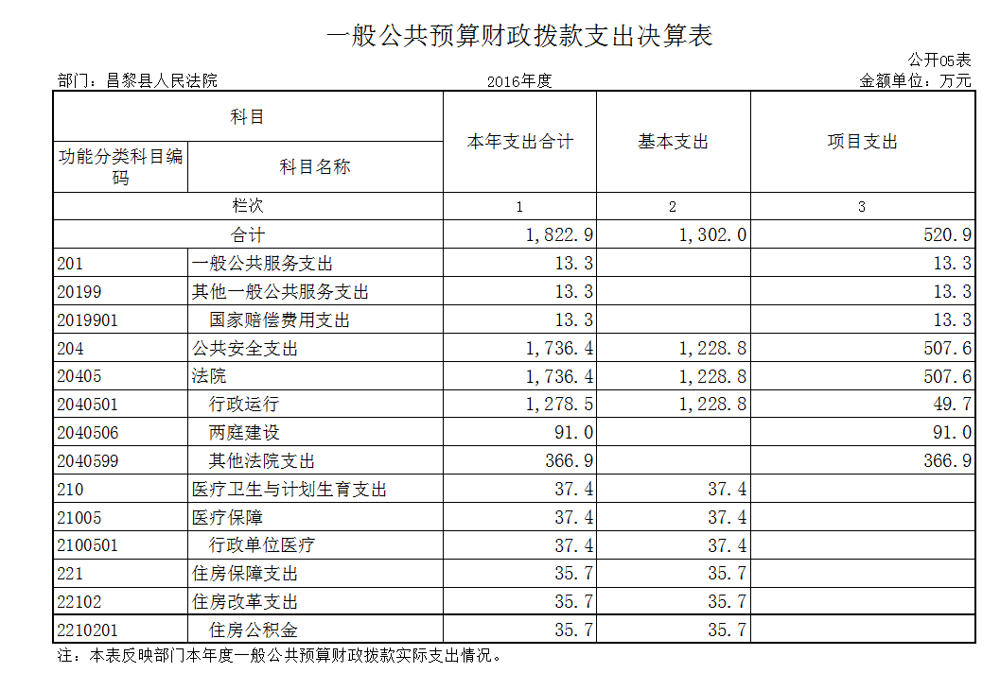 一般公共预算财政拨款支出决算表
公开05表
部门：昌黎县人民法院 2016年度 金额单位：万元
科目 本年支出合计 基本支出 项目支出
功能分类科目编码 科目名称
栏次 1 2 3
合计 1,822.9 1,302.0 520.9
201 一般公共服务支出 13.3 13.3
20199 其他一般公共服务支出 13.3 13.3
2019901 国家赔偿费用支出 13.3 13.3
204 公共安全支出 1,736.4 1,228.8 507.6
20405 法院 1,736.4 1,228.8 507.6
2040501 行政运行 1,278.5 1,228.8 49.7
2040506 两庭建设 91.0 91.0
2040599 其他法院支出 366.9 366.9
210 医疗卫生与计划生育支出 37.4 37.4
21005 医疗保障 37.4 37.4
2100501 行政单位医疗 37.4 37.4
221 住房保障支出 35.7 35.7
22102 住房改革支出 35.7 35.7
2210201 住房公积金 35.7 35.7
注：本表反映部门本年度一般公共预算财政拨款实际支出情况。